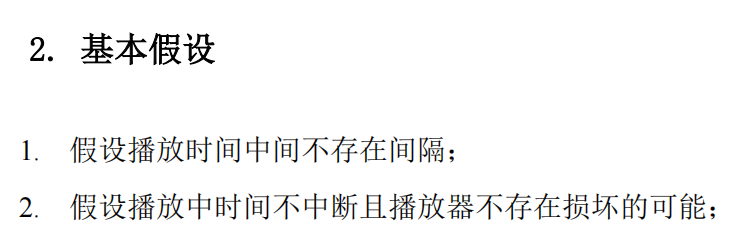 2. 基本假设
1. 假设播放时间中间不存在间隔；
2. 假设播放中时间不中断且播放器不存在损坏的可能；